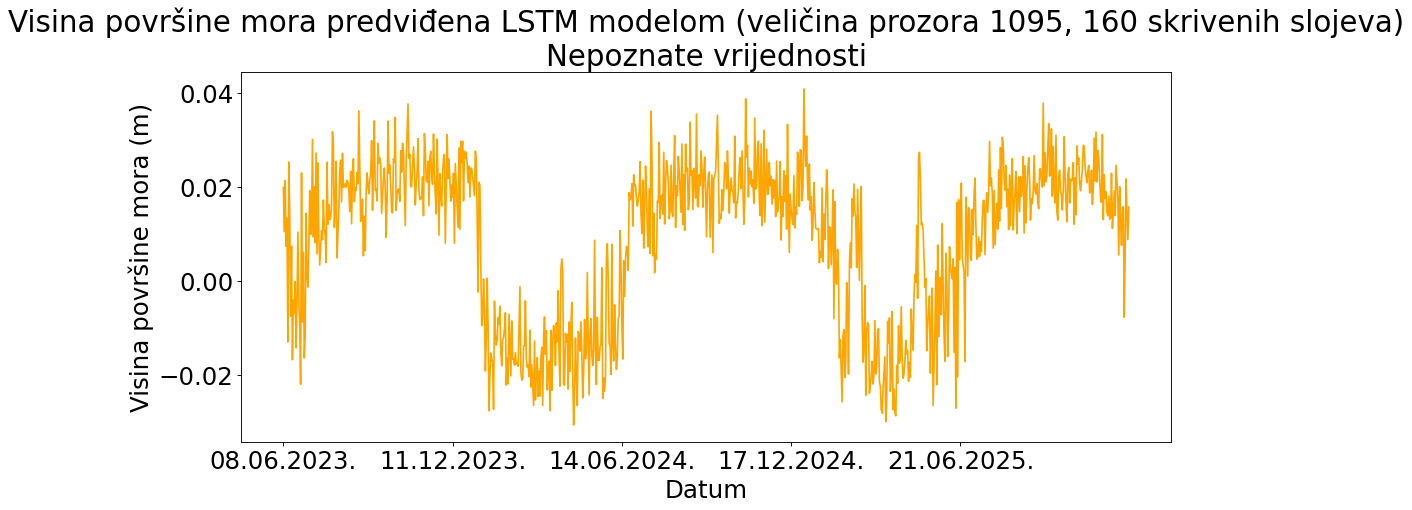 Visina površine mora predviđena LSTM modelom (veličina prozora 1095, 160 skrivenih slojeva)
Nepoznate vrijednosti
Visina površine mora (m)
0.04
0.02
0.00
−0.02
08.06.2023. 11.12.2023. 14.06.2024. 17.12.2024. 21.06.2025.
Datum